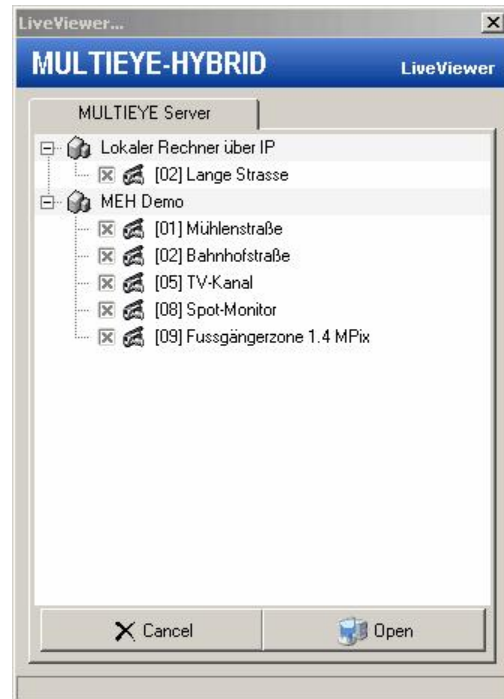 LiveViewer...
MULTIEYE-HYBRID LiveViewer
MULTIEYE Server
Lokaler Rechner über IP
[02] Lange Strasse
MEH Demo
[01] Mühlenstraße
[02] Bahnhofstraße
[05] TV-Kanal
[08] Spot-Monitor
[09] Fussgängerzone 1.4 MPix
Cancel Open